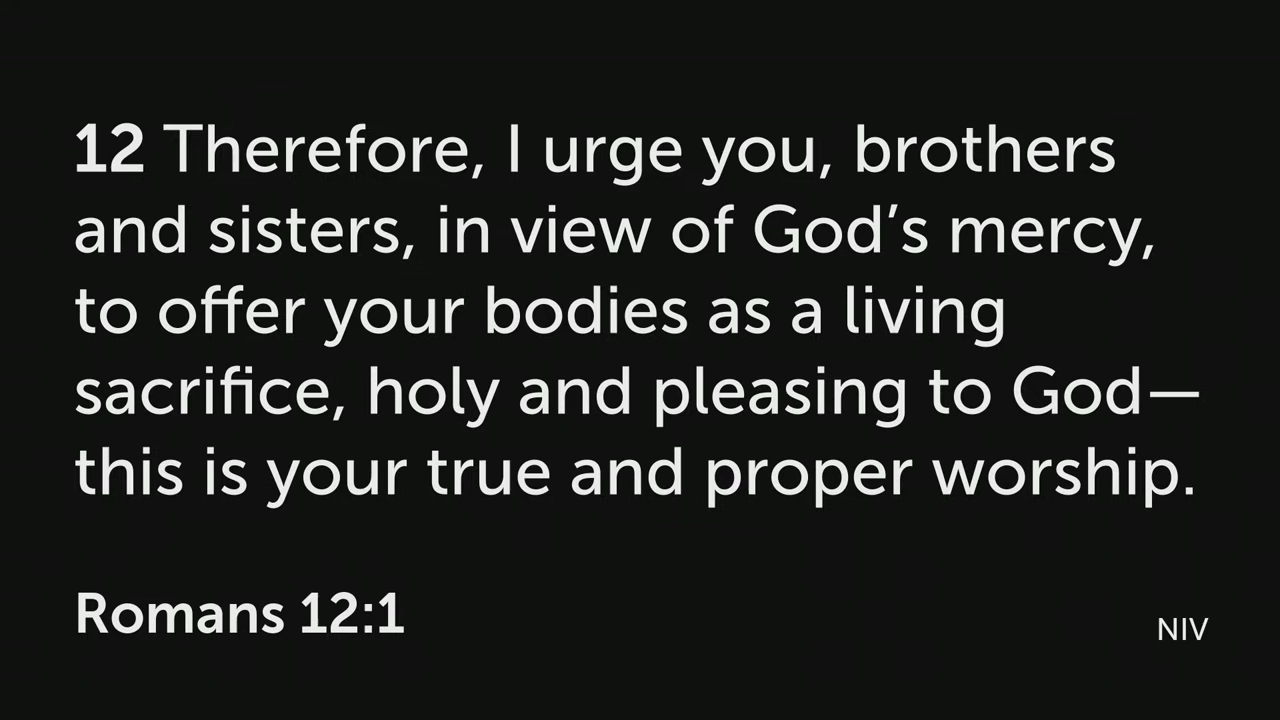 12 Therefore, I urge you, brothers
and sisters, in view of God’s mercy,
to offer your bodies as a living
sacrifice, holy and pleasing to God—
this is your true and proper worship.
Romans 12:1
NIV